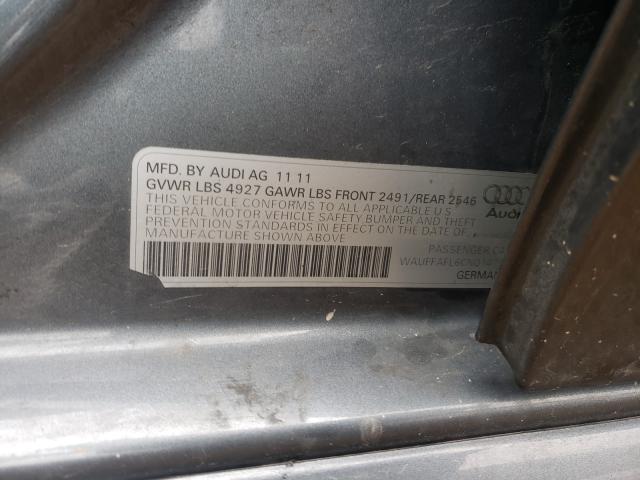 MFD. BY AUDI AG 11 11
GVWR LBS 4927 GAWR LBS FRONT 2491/REAR 2546
THIS VEHICLE CONFORMS TO ALL APPLICABLE U S
FEDERAL MOTOR VEHICLE SAFETY BUMPER AND THEFT
PREVENTION STANDARDS IN EFFECT ON THE DATE OF
MANUFACTURE SHOWN ABOVE
Audi
PASSENGER
GERMAN